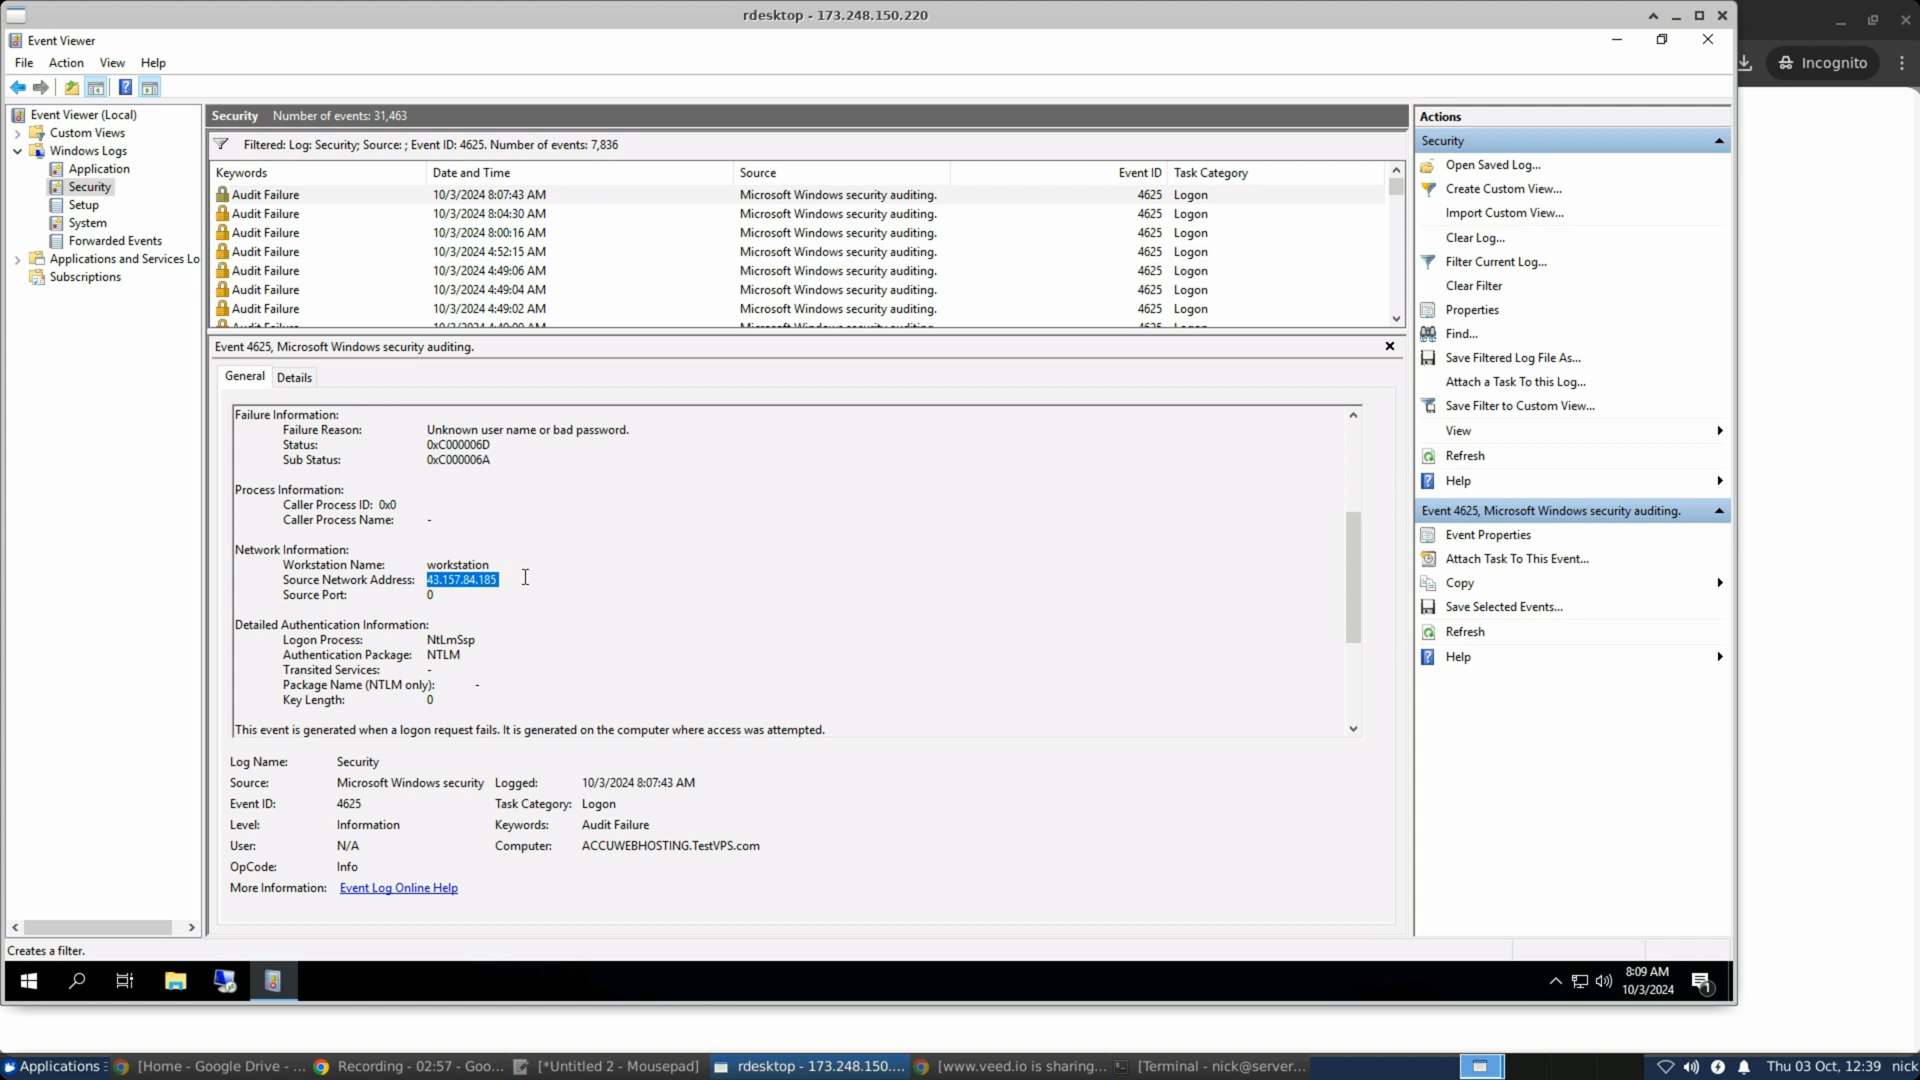 rdesktop - 173.248.150.220
Event Viewer
File Action View Help
Incognito
Event Viewer (Local)
Custom Views
Windows Logs
Application
Security
Setup
System
Forwarded Events
Applications and Services Lo
Subscriptions
Security Number of events: 31,463
Filtered: Log: Security; Source: ; Event ID: 4625. Number of events: 7,836
Keywords Date and Time Source Event ID Task Category
Audit Failure 10/3/2024 8:07:43 AM Microsoft Windows security auditing. 4625 Logon
Audit Failure 10/3/2024 8:04:30 AM Microsoft Windows security auditing. 4625 Logon
Audit Failure 10/3/2024 8:00:16 AM Microsoft Windows security auditing. 4625 Logon
Audit Failure 10/3/2024 4:52:15 AM Microsoft Windows security auditing. 4625 Logon
Audit Failure 10/3/2024 4:49:06 AM Microsoft Windows security auditing. 4625 Logon
Audit Failure 10/3/2024 4:49:04 AM Microsoft Windows security auditing. 4625 Logon
Audit Failure 10/3/2024 4:49:02 AM Microsoft Windows security auditing. 4625 Logon
Event 4625, Microsoft Windows security auditing.
General Details
Failure Information:
Failure Reason: Unknown user name or bad password.
Status: 0xC000006D
Sub Status: 0xC000006A
Process Information:
Caller Process ID: 0x0
Caller Process Name: -
Network Information:
Workstation Name: workstation
Source Network Address: 43.157.84.185
Source Port: 0
Detailed Authentication Information:
Logon Process: NtLmSsp
Authentication Package: NTLM
Transited Services: -
Package Name (NTLM only): -
Key Length: 0
This event is generated when a logon request fails. It is generated on the computer where access was attempted.
Log Name: Security
Source: Microsoft Windows security Logged: 10/3/2024 8:07:43 AM
Event ID: 4625 Task Category: Logon
Level: Information Keywords: Audit Failure
User: N/A Computer: ACCUWEBHOSTING.TestVPS.com
OpCode: Info
More Information: Event Log Online Help
Actions
Security
Open Saved Log...
Create Custom View...
Import Custom View...
Clear Log...
Filter Current Log...
Clear Filter
Properties
Find...
Save Filtered Log File As...
Attach a Task To this Log...
Save Filter to Custom View...
View
Refresh
Help
Event 4625, Microsoft Windows security auditing.
Event Properties
Attach Task To This Event...
Copy
Save Selected Events...
Refresh
Help
Creates a filter.
8:09 AM
10/3/2024
1
Applications [Home - Google Drive - ... Recording - 02:57 - Goo... [*Untitled 2 - Mousepad] rdesktop - 173.248.150.... [www.veed.io is sharing... [Terminal - nick@server... Thu 03 Oct, 12:39 nick